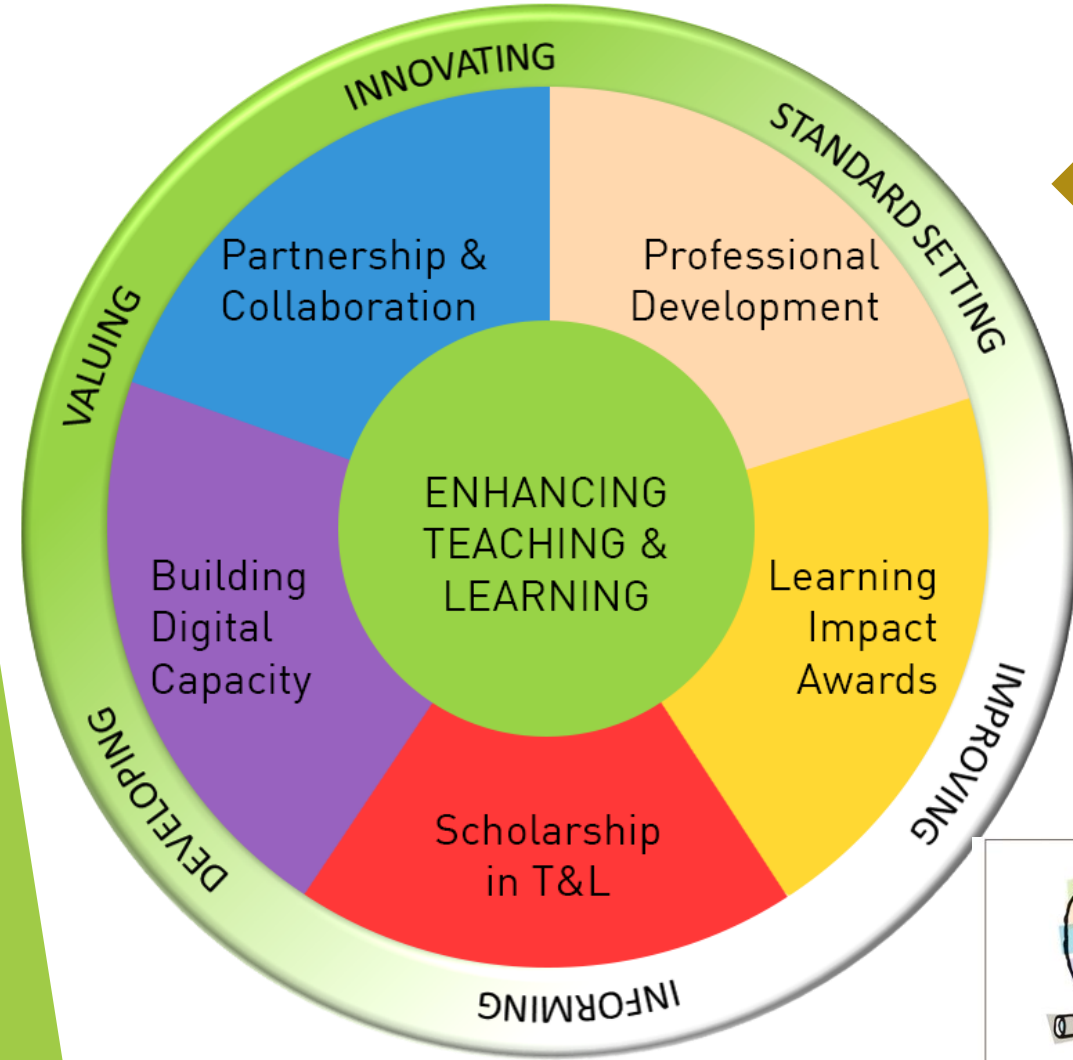 INNOVATING
STANDARD SETTING
Partnership &
Collaboration
Professional
Development
VALUING
ENHANCING
TEACHING &
LEARNING
Building
Digital
Capacity
Learning
Impact
Awards
IMPROVING
DEVELOPING
Scholarship
in T&L
INFORMING